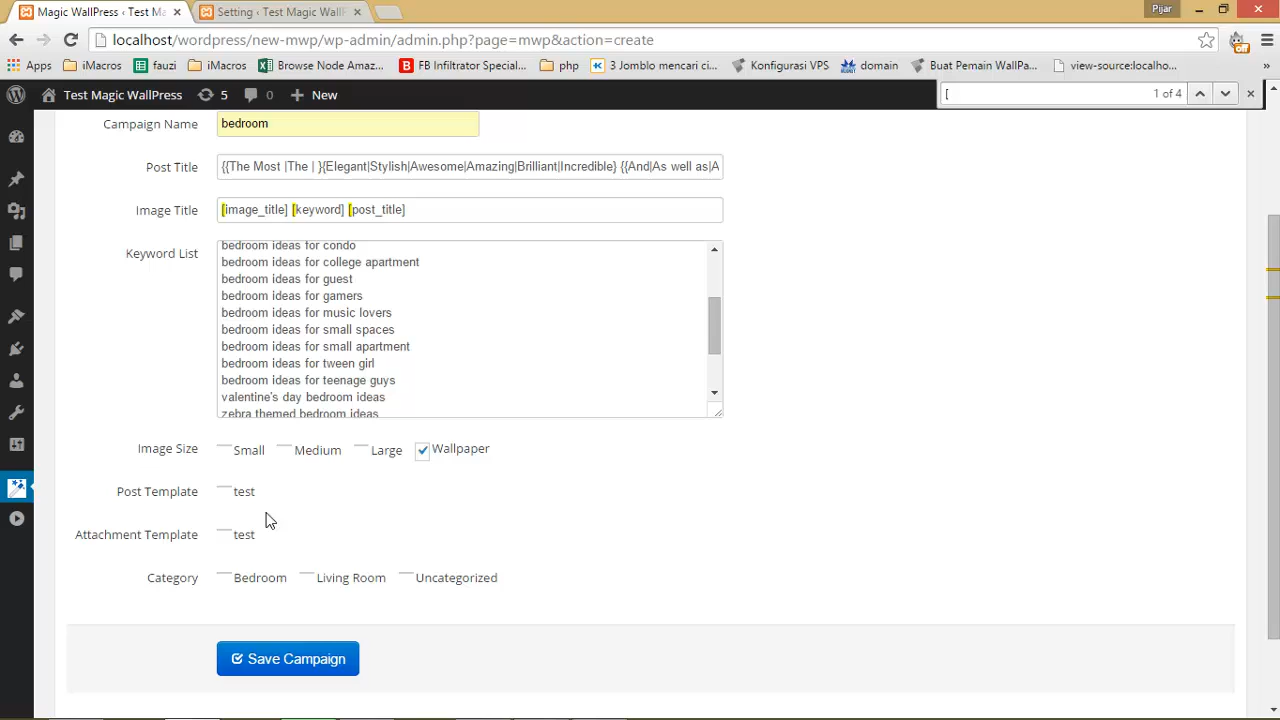 Magic WallPress ‹ Test Ma
Setting ‹ Test Magic WallP
Pijar
localhost/wordpress/new-mwp/wp-admin/admin.php?page=mwp&action=create
off
Apps
iMacros
fauzi
iMacros
Browse Node Amaz...
FB Infiltrator Special...
php
3 Jomblo mencari ci...
Konfigurasi VPS
domain
Buat Pemain WallPa...
view-source:localho...
»
Test Magic WallPress
5
0
New
[
1 of 4
Campaign Name
bedroom
Post Title
{{The Most |The | }{Elegant|Stylish|Awesome|Amazing|Brilliant|Incredible} {{And|As well as|A
Image Title
[image_title] [keyword] [post_title]
Keyword List
bedroom ideas for condo
bedroom ideas for college apartment
bedroom ideas for guest
bedroom ideas for gamers
bedroom ideas for music lovers
bedroom ideas for small spaces
bedroom ideas for small apartment
bedroom ideas for tween girl
bedroom ideas for teenage guys
valentine's day bedroom ideas
zebra themed bedroom ideas
Image Size
Small
Medium
Large
Wallpaper
Post Template
test
Attachment Template
test
Category
Bedroom
Living Room
Uncategorized
Save Campaign